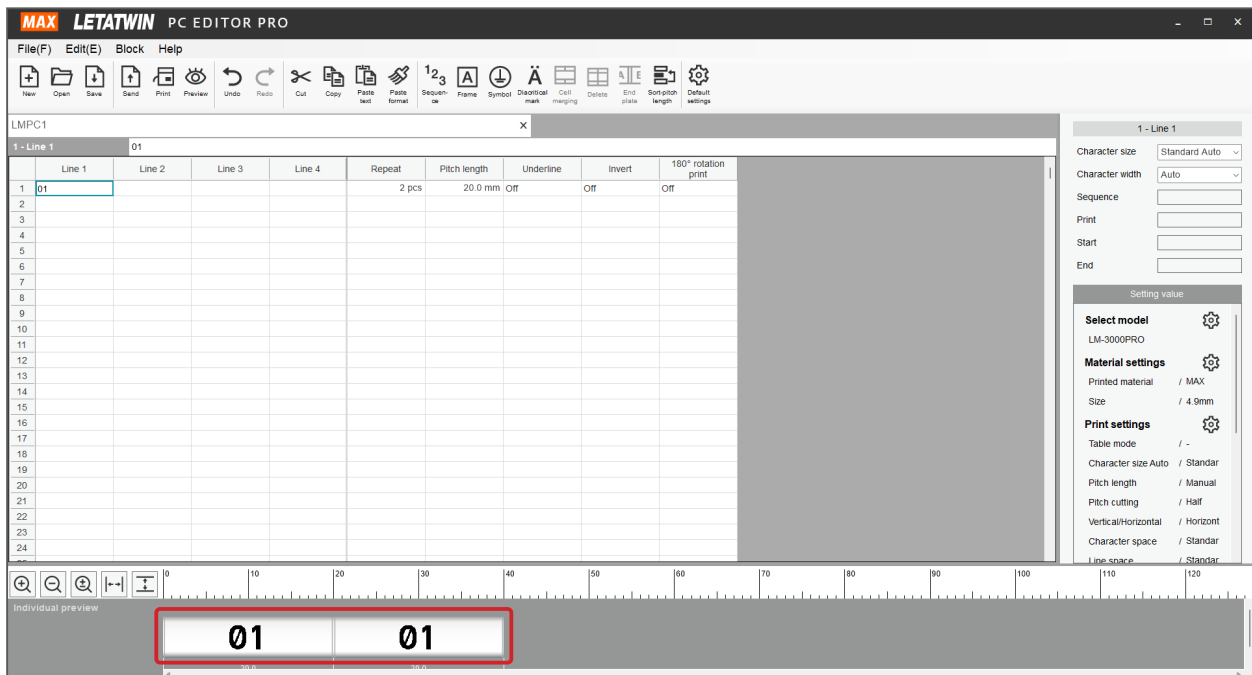 MAX LETATWIN PC EDITOR PRO
File(F) Edit(E) Block Help
New Open Save Send Print Preview Undo Redo Cut Copy Paste text Paste format Sequen-ce Frame Symbol Diacritical mark Cell merging Delete End plate Sort-pitch length Default settings
LMPC1
1 - Line 1
01
Line 1 Line 2 Line 3 Line 4 Repeat Pitch length Underline Invert 180° rotation print
1 01 2 pcs 20.0 mm Off Off Off
2
3
4
5
6
7
8
9
10
11
12
13
14
15
16
17
18
19
20
21
22
23
24
1 - Line 1
Character size Standard Auto
Character width Auto
Sequence
Print
Start
End
Setting value
Select model
LM-3000PRO
Material settings
Printed material / MAX
Size / 4.9mm
Print settings
Table mode / -
Character size Auto / Standar
Pitch length / Manual
Pitch cutting / Half
Vertical/Horizontal / Horizont
Character space / Standar
Line space / Standar
0 10 20 30 40 50 60 70 80 90 100 110 120
Individual preview
01 01
20.0 20.0